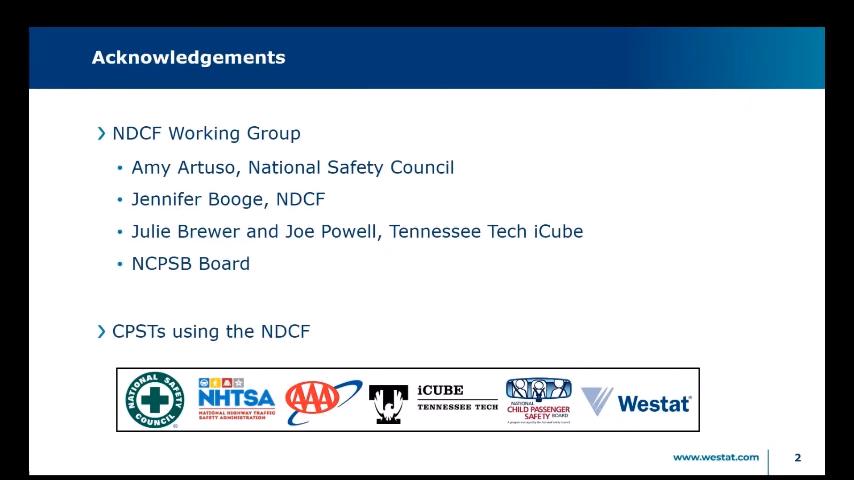 Acknowledgements
❯ NDCF Working Group
• Amy Artuso, National Safety Council
• Jennifer Booge, NDCF
• Julie Brewer and Joe Powell, Tennessee Tech iCube
• NCPSB Board
❯ CPSTs using the NDCF
NATIONAL SAFETY COUNCIL ®
NHTSA
NATIONAL HIGHWAY TRAFFIC
SAFETY ADMINISTRATION
AAA
T
iCUBE
TENNESSEE TECH
NATIONAL
CHILD PASSENGER
SAFETY BOARD
Westat®
www.westat.com
2